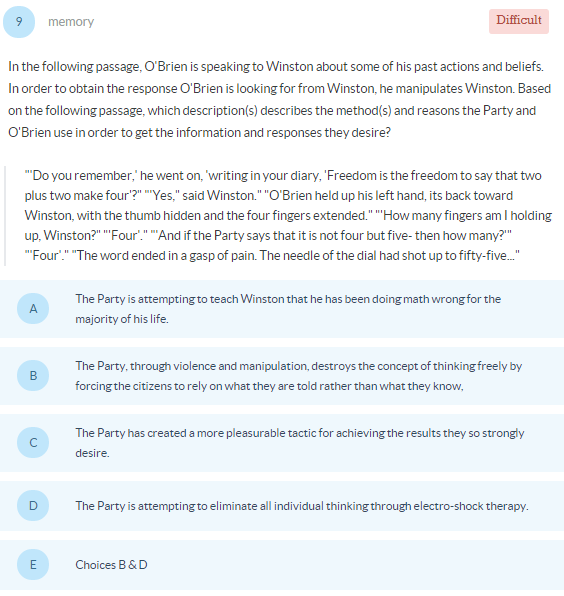 9 memory Difficult
In the following passage, O'Brien is speaking to Winston about some of his past actions and beliefs.
In order to obtain the response O'Brien is looking for from Winston, he manipulates Winston. Based
on the following passage, which description(s) describes the method(s) and reasons the Party and
O'Brien use in order to get the information and responses they desire?
"'Do you remember,' he went on, 'writing in your diary, 'Freedom is the freedom to say that two
plus two make four'?" "'Yes," said Winston." "O'Brien held up his left hand, its back toward
Winston, with the thumb hidden and the four fingers extended." "'How many fingers am I holding
up, Winston?" "'Four'." "'And if the Party says that it is not four but five- then how many?'"
"'Four'." "The word ended in a gasp of pain. The needle of the dial had shot up to fifty-five..."
A The Party is attempting to teach Winston that he has been doing math wrong for the
majority of his life.
B The Party, through violence and manipulation, destroys the concept of thinking freely by
forcing the citizens to rely on what they are told rather than what they know,
C The Party has created a more pleasurable tactic for achieving the results they so strongly
desire.
D The Party is attempting to eliminate all individual thinking through electro-shock therapy.
E Choices B & D